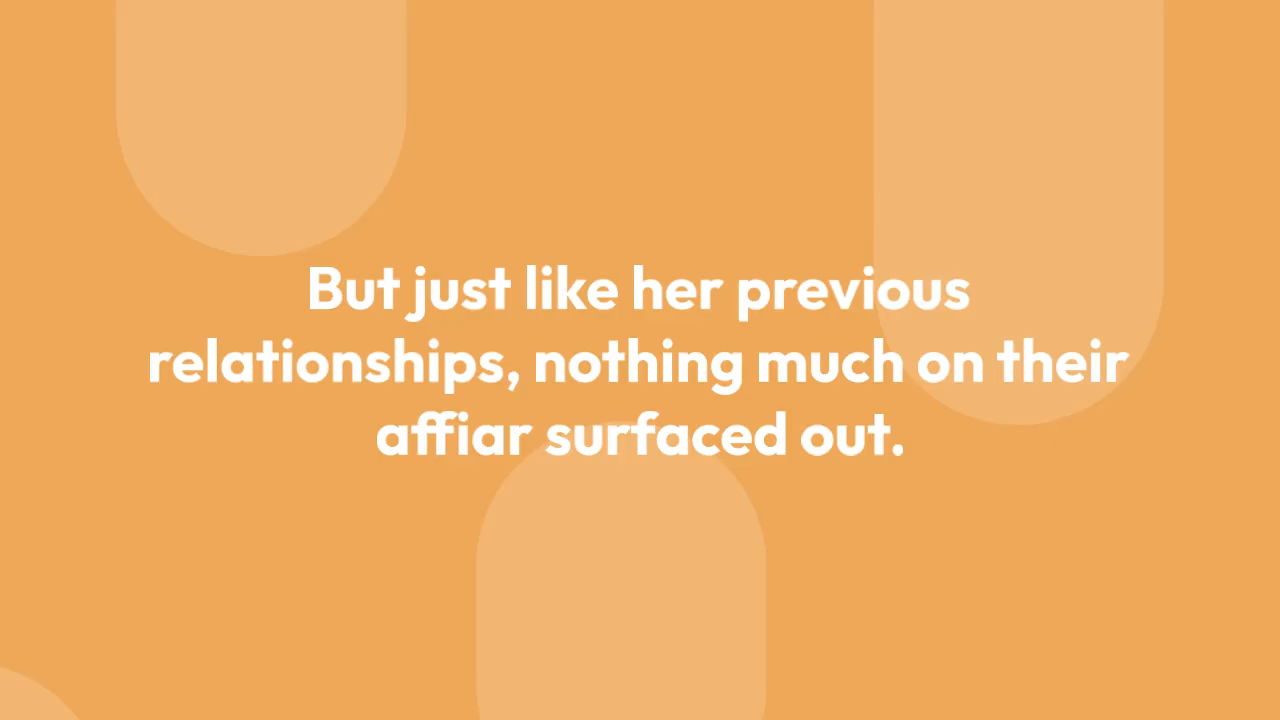 But just like her previous
relationships, nothing much on their
affiar surfaced out.